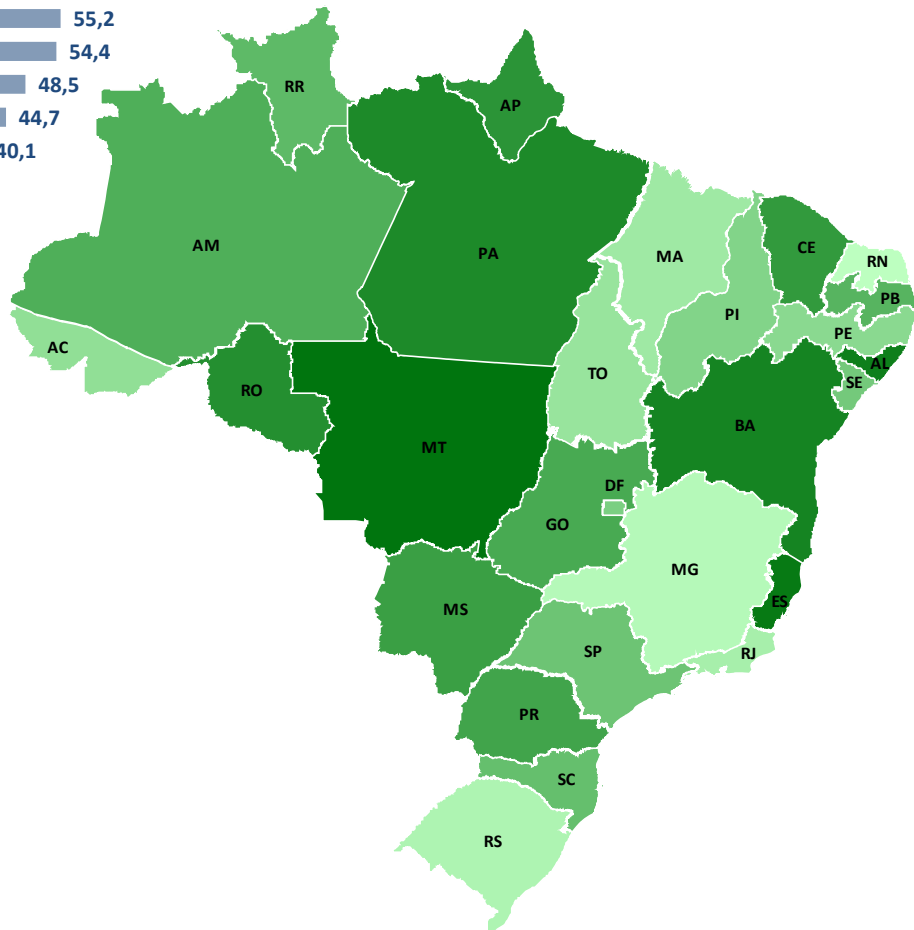 55,2
54,4
48,5
44,7
40,1
RR
AP
AM
PA
MA
CE
RN
PB
PI
PE
AC
AL
TO
SE
RO
BA
MT
DF
GO
MG
ES
MS
SP
RJ
PR
SC
RS